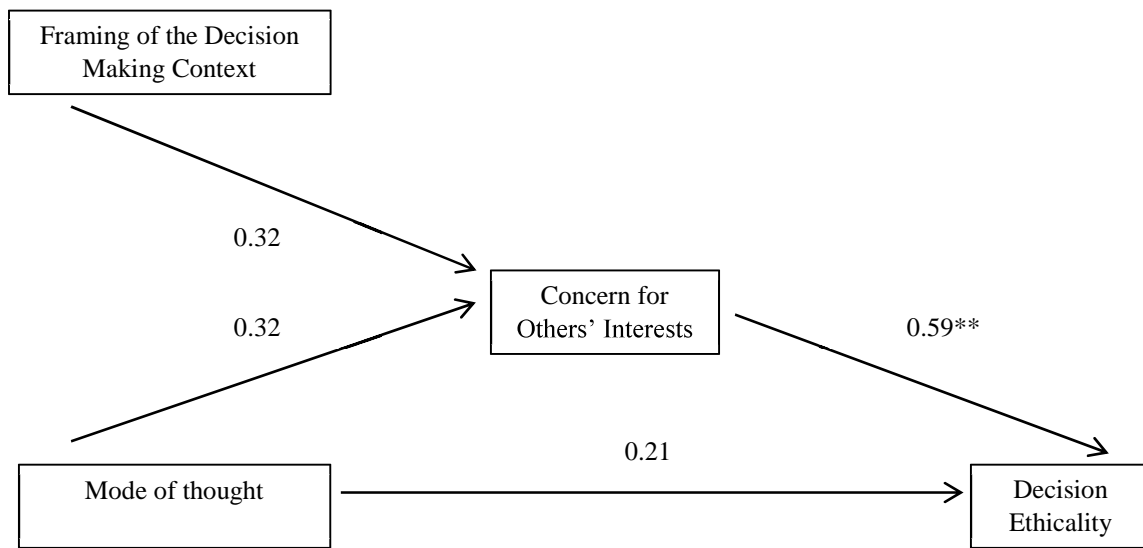 Framing of the Decision
Making Context
0.32
Concern for
Others’ Interests
0.32
0.59**
0.21
Mode of thought
Decision
Ethicality